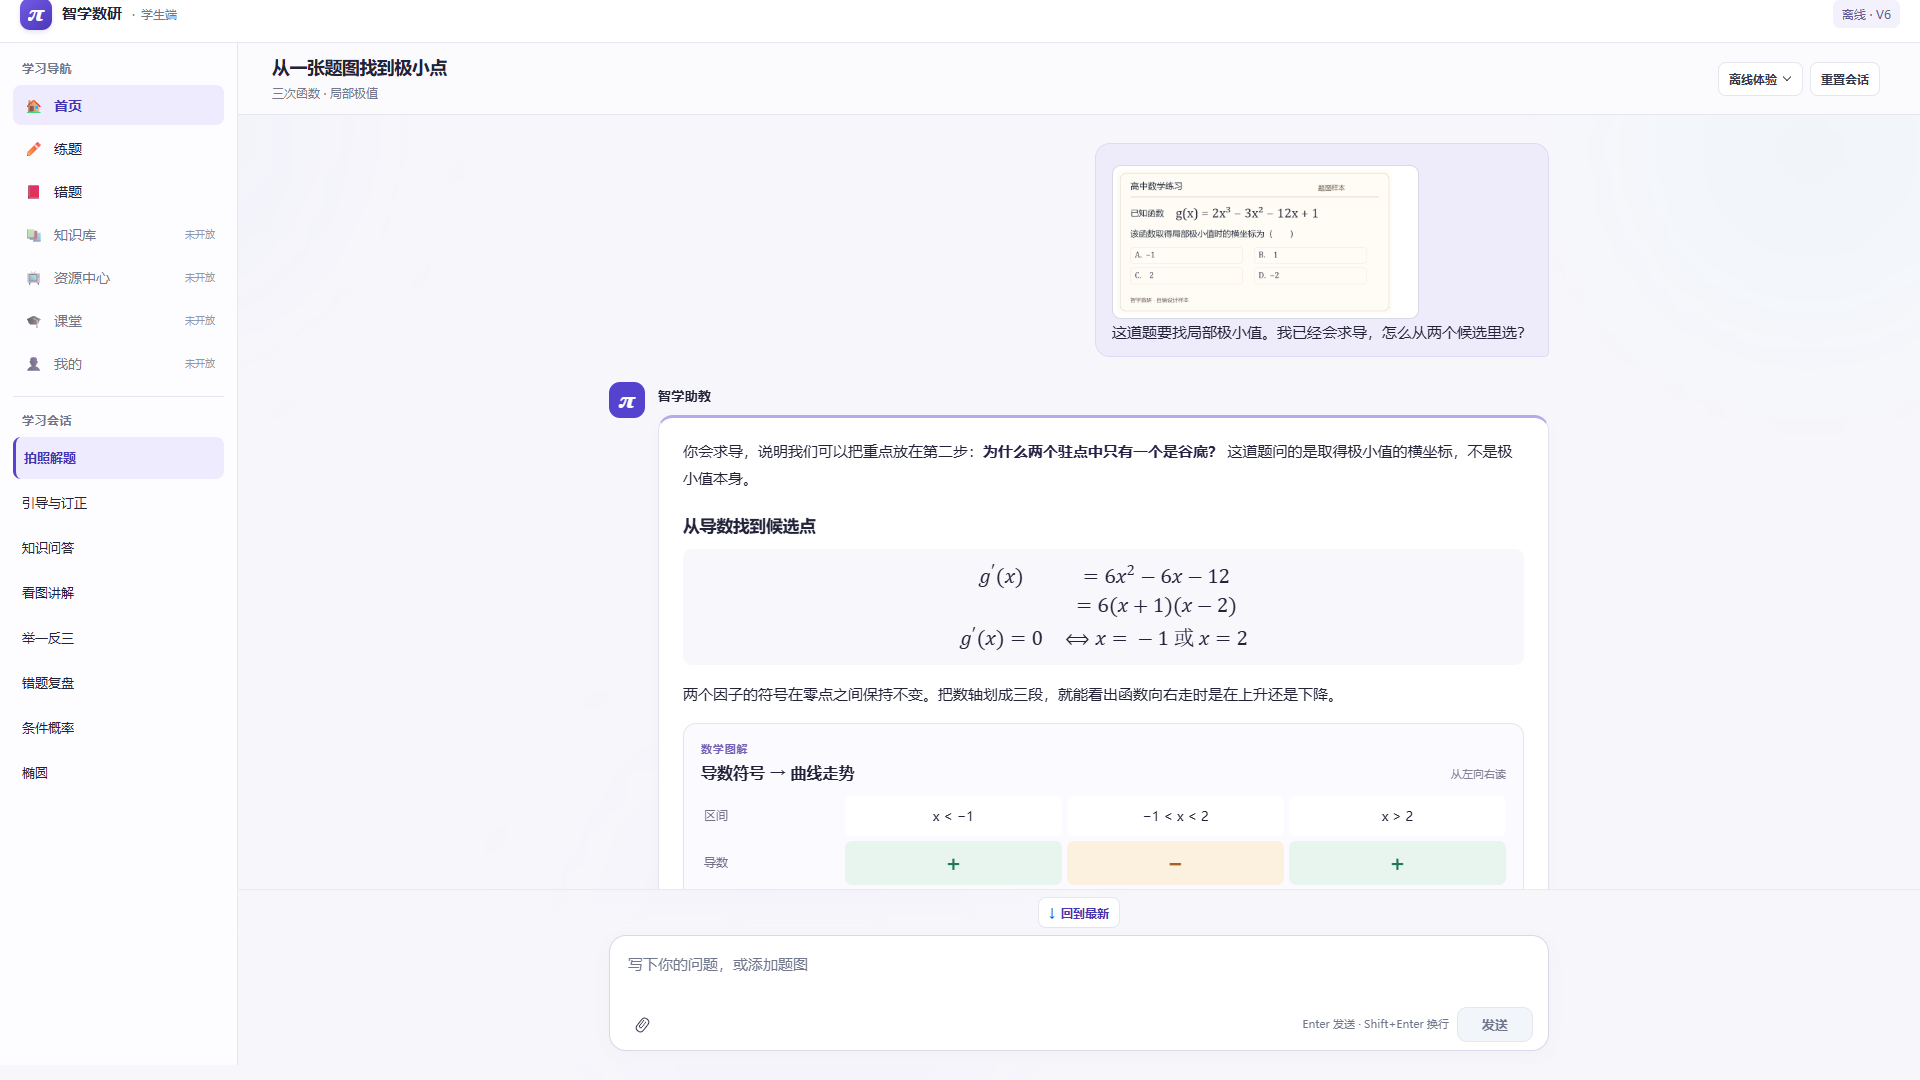 π 智学数研 · 学生端
离线 · V6
学习导航
首页
练题
错题
知识库 未开放
资源中心 未开放
课堂 未开放
我的 未开放
学习会话
拍照解题
引导与订正
知识问答
看图讲解
举一反三
错题复盘
条件概率
椭圆
从一张题图找到极小点
三次函数 · 局部极值
离线体验
重置会话
高中数学练习 题图样本
已知函数 g(x) = 2x³ − 3x² − 12x + 1
该函数取得局部极小值时的横坐标为（ ）
A. −1 B. 1
C. 2 D. −2
智学数研 · 自编设计样本
这道题要找局部极小值。我已经会求导，怎么从两个候选里选？
π 智学助教
你会求导，说明我们可以把重点放在第二步：为什么两个驻点中只有一个是谷底？ 这道题问的是取得极小值的横坐标，不是极
小值本身。
从导数找到候选点
g′(x) = 6x² − 6x − 12
= 6(x + 1)(x − 2)
g′(x) = 0 ⟺ x = −1 或 x = 2
两个因子的符号在零点之间保持不变。把数轴划成三段，就能看出函数向右走时是在上升还是下降。
数学图解
导数符号 → 曲线走势
从左向右读
区间 x < −1 −1 < x < 2 x > 2
导数 + − +
↓ 回到最新
写下你的问题，或添加题图
Enter 发送 · Shift+Enter 换行
发送